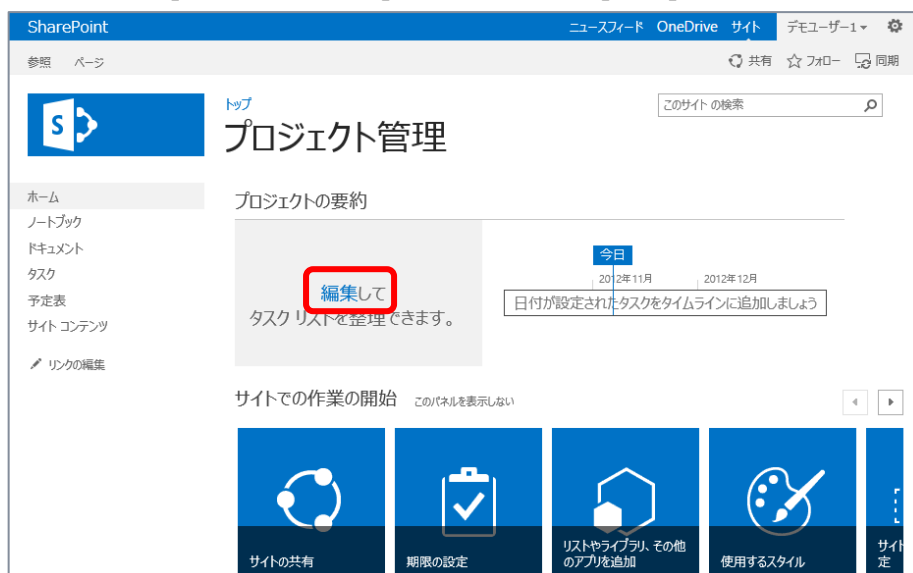 SharePoint
ニュースフィード OneDrive サイト デモユーザー1
参照 ページ
共有 フォロー 同期
S
トップ
このサイト の検索
プロジェクト管理
ホーム
ノートブック
ドキュメント
タスク
予定表
サイト コンテンツ
リンクの編集
プロジェクトの要約
編集して
タスク リストを整理できます。
今日
2012年11月 2012年12月
日付が設定されたタスクをタイムラインに追加しましょう
サイトでの作業の開始 このパネルを表示しない
サイトの共有
期限の設定
リストやライブラリ、その他
のアプリを追加
使用するスタイル
サイト
定